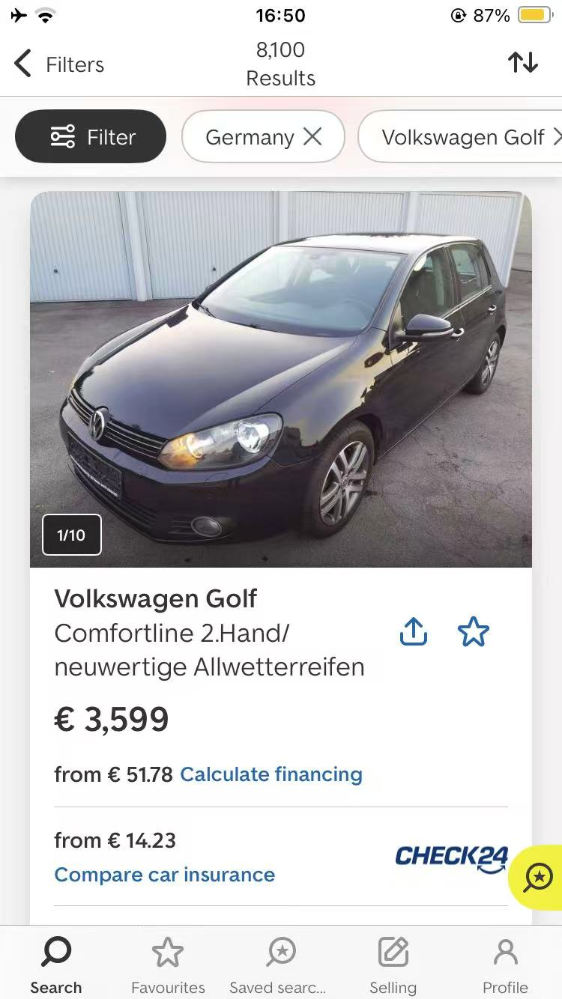 16:50
87%
Filters
8,100
Results
Filter
Germany
Volkswagen Golf
1/10
Volkswagen Golf
Comfortline 2.Hand/
neuwertige Allwetterreifen
€ 3,599
from € 51.78 Calculate financing
from € 14.23
CHECK24
Compare car insurance
Search
Favourites
Saved searc...
Selling
Profile